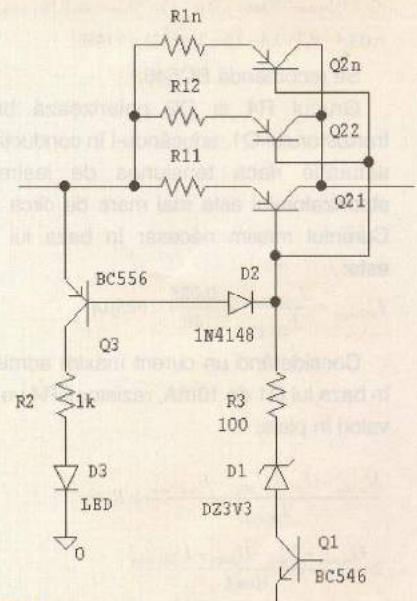 R1n
Q2n
R12
Q22
R11
Q21
BC556
D2
1N4148
Q3
R2
1k
R3
100
D3
LED
D1
DZ3V3
0
Q1
BC546